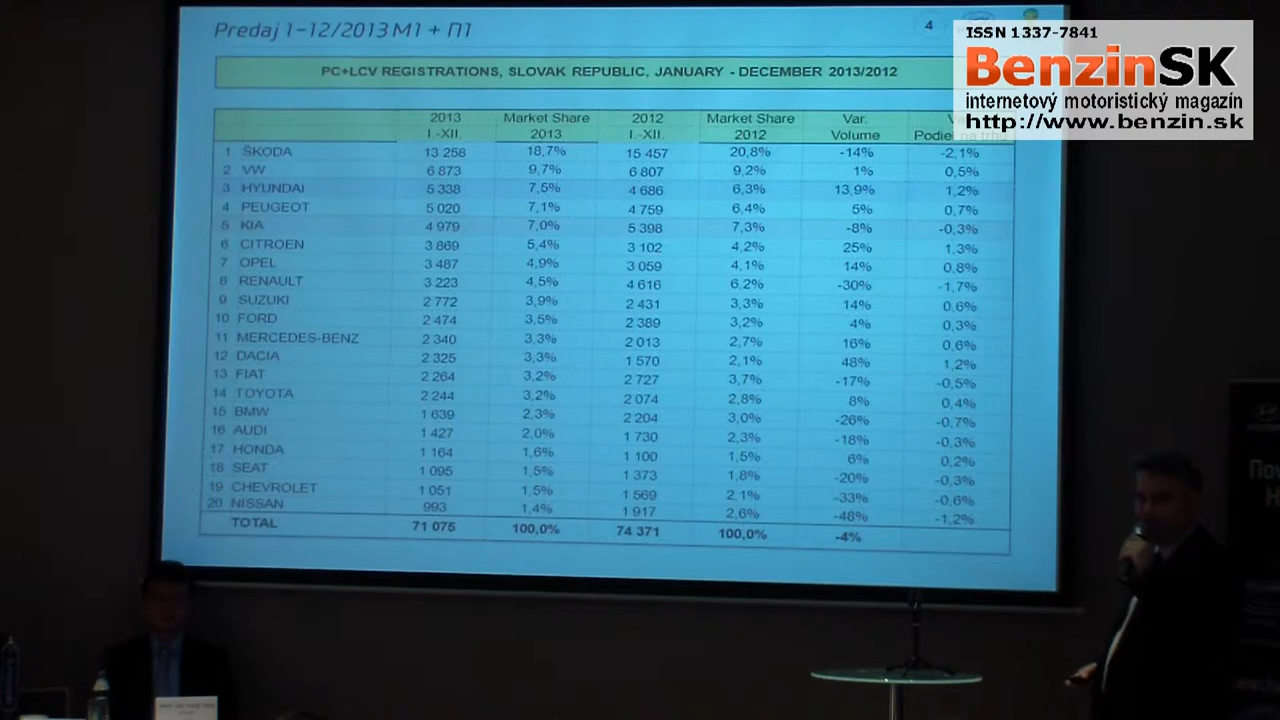 Predaj 1-12/2013 M1 + П1
4
ISSN 1337-7841
BenzinSK
internetový motoristický magazín
http://www.benzin.sk
PC+LCV REGISTRATIONS, SLOVAK REPUBLIC, JANUARY - DECEMBER 2013/2012
2013 I.-XII. Market Share 2013 2012 I.-XII. Market Share 2012 Var. Volume Podiel na trhu
1 ŠKODA 13 258 18,7% 15 457 20,8% -14% -2,1%
2 VW 6 873 9,7% 6 807 9,2% 1% 0,5%
3 HYUNDAI 5 338 7,5% 4 686 6,3% 13,9% 1,2%
4 PEUGEOT 5 020 7,1% 4 759 6,4% 5% 0,7%
5 KIA 4 979 7,0% 5 398 7,3% -8% -0,3%
6 CITROEN 3 869 5,4% 3 102 4,2% 25% 1,3%
7 OPEL 3 487 4,9% 3 059 4,1% 14% 0,8%
8 RENAULT 3 223 4,5% 4 616 6,2% -30% -1,7%
9 SUZUKI 2 772 3,9% 2 431 3,3% 14% 0,6%
10 FORD 2 474 3,5% 2 389 3,2% 4% 0,3%
11 MERCEDES-BENZ 2 340 3,3% 2 013 2,7% 16% 0,6%
12 DACIA 2 325 3,3% 1 570 2,1% 48% 1,2%
13 FIAT 2 264 3,2% 2 727 3,7% -17% -0,5%
14 TOYOTA 2 244 3,2% 2 074 2,8% 8% 0,4%
15 BMW 1 639 2,3% 2 204 3,0% -26% -0,7%
16 AUDI 1 427 2,0% 1 730 2,3% -18% -0,3%
17 HONDA 1 164 1,6% 1 100 1,5% 6% 0,2%
18 SEAT 1 095 1,5% 1 373 1,8% -20% -0,3%
19 CHEVROLET 1 051 1,5% 1 569 2,1% -33% -0,6%
20 NISSAN 993 1,4% 1 917 2,6% -48% -1,2%
TOTAL 71 075 100,0% 74 371 100,0% -4%